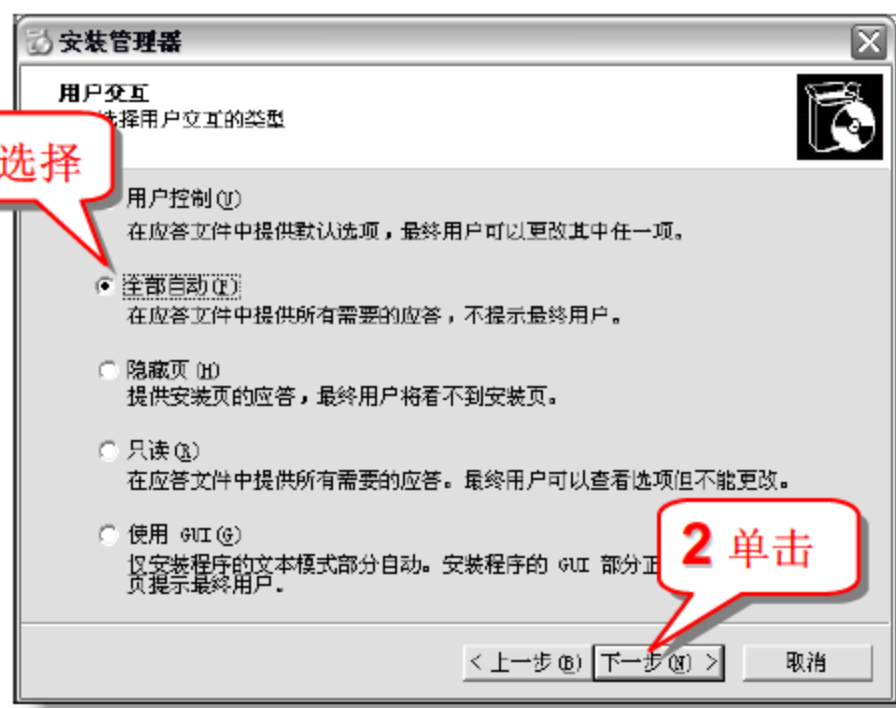 安装管理器
用户交互
选择用户交互的类型
选择
用户控制(U)
在应答文件中提供默认选项，最终用户可以更改其中任一项。
全部自动(F)
在应答文件中提供所有需要的应答，不提示最终用户。
隐藏页(H)
提供安装页的应答，最终用户将看不到安装页。
只读(R)
在应答文件中提供所有需要的应答。最终用户可以查看选项但不能更改。
使用 GUI(G)
仅安装程序的文本模式部分自动。安装程序的 GUI 部分正
页提示最终用户。
2 单击
< 上一步(B) 下一步(N) > 取消